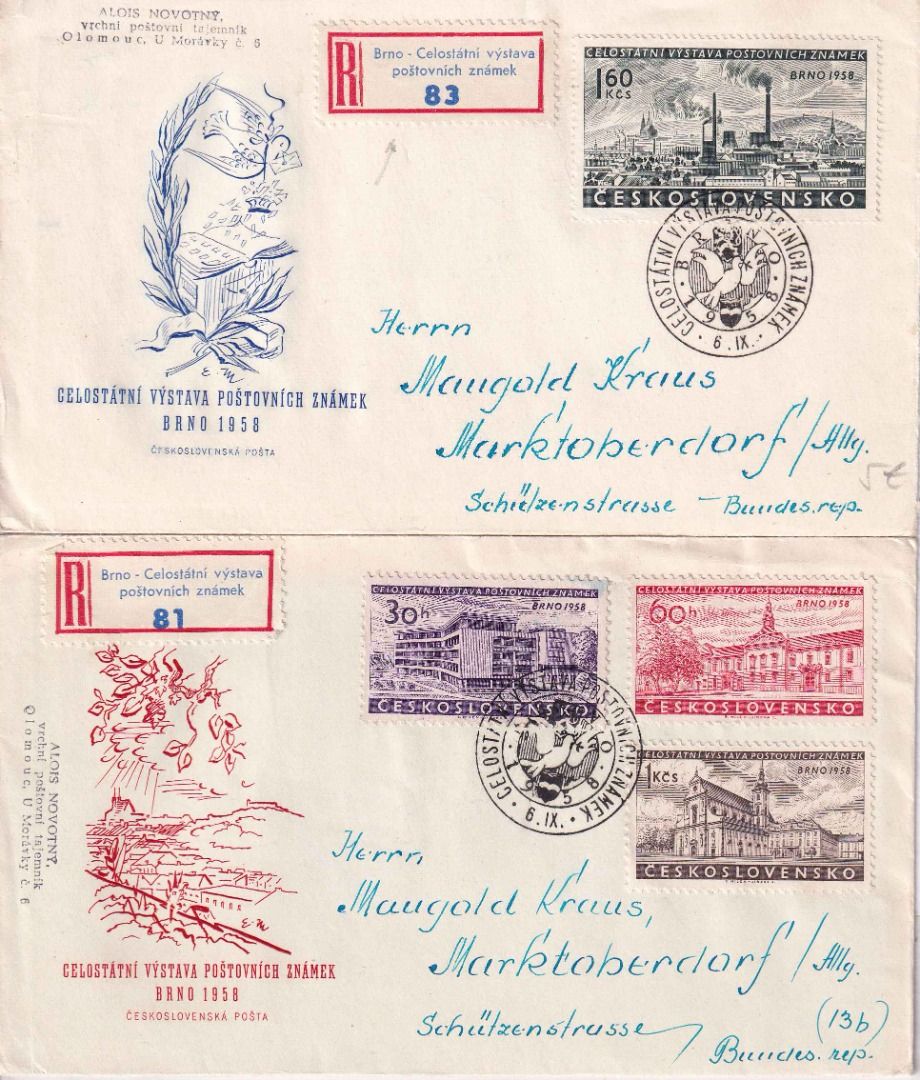 ALOIS NOVOTNÝ,
vrchní poštovní tajemník
Olomouc, U Morávky č. 6
R
Brno - Celostátní výstava
poštovních známek
83
CELOSTÁTNÍ VÝSTAVA POŠTOVNÍCH ZNÁMEK
BRNO 1958
1 60
KČS
ČESKOSLOVENSKO
CELOSTÁTNÍ VÝSTAVA POŠTOVNÍCH ZNÁMEK
BRNO
1958
6. IX.
E. M
CELOSTÁTNÍ VÝSTAVA POŠTOVNÍCH ZNÁMEK
BRNO 1958
ČESKOSLOVENSKÁ POŠTA
Herrn
Maugold Kraus
Marktoberdorf / Allg.
Schützenstrasse - Bundes.rep.
5€
R
Brno - Celostátní výstava
poštovních známek
81
ALOIS NOVOTNÝ,
vrchní poštovní tajemník
Olomouc, U Morávky č. 6
CELOSTÁTNÍ VÝSTAVA POŠTOVNÍCH ZNÁMEK
BRNO 1958
30h
ČESKOSLOVENSKO
CELOSTÁTNÍ VÝSTAVA POŠTOVNÍCH ZNÁMEK
BRNO 1958
60h
ČESKOSLOVENSKO
CELOSTÁTNÍ VÝSTAVA POŠTOVNÍCH ZNÁMEK
BRNO 1958
1 KČS
ČESKOSLOVENSKO
CELOSTÁTNÍ VÝSTAVA POŠTOVNÍCH ZNÁMEK
1958
6. IX.
E. M
CELOSTÁTNÍ VÝSTAVA POŠTOVNÍCH ZNÁMEK
BRNO 1958
ČESKOSLOVENSKÁ POŠTA
Herrn,
Maugold Kraus,
Marktoberdorf / Allg.
Schützenstrasse
(13b)
Bundes. rep.